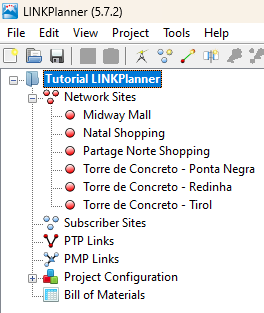 LINKPlanner (5.7.2)
File Edit View Project Tools Help
Tutorial LINKPlanner
Network Sites
Midway Mall
Natal Shopping
Partage Norte Shopping
Torre de Concreto - Ponta Negra
Torre de Concreto - Redinha
Torre de Concreto - Tirol
Subscriber Sites
PTP Links
PMP Links
Project Configuration
Bill of Materials